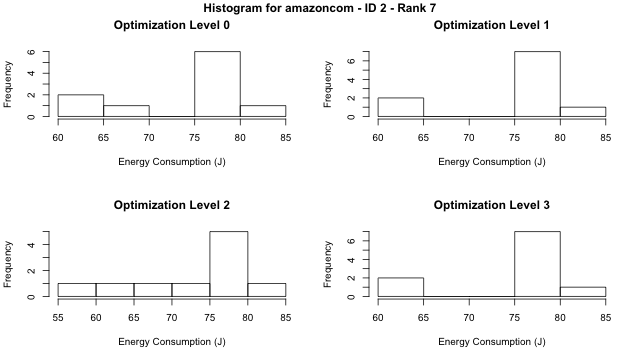 Histogram for amazoncom - ID 2 - Rank 7
Optimization Level 0
Frequency
0 2 4 6
60 65 70 75 80 85
Energy Consumption (J)
Optimization Level 1
Frequency
0 2 4 6
60 65 70 75 80 85
Energy Consumption (J)
Optimization Level 2
Frequency
0 2 4
55 60 65 70 75 80 85
Energy Consumption (J)
Optimization Level 3
Frequency
0 2 4 6
60 65 70 75 80 85
Energy Consumption (J)